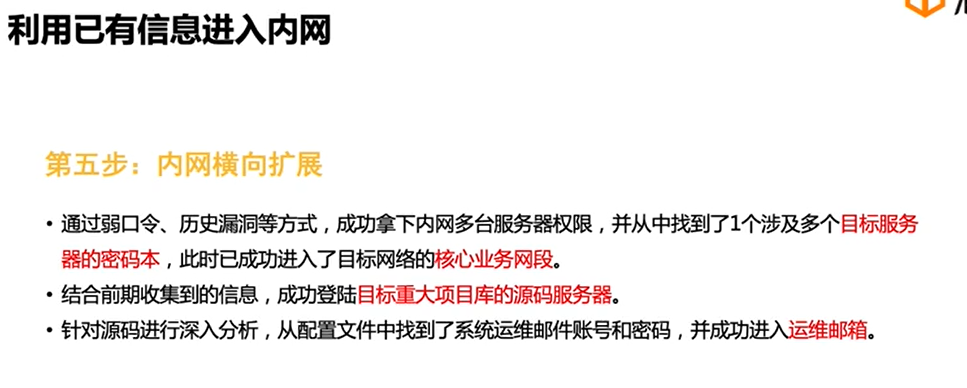 利用已有信息进入内网
第五步：内网横向扩展
• 通过弱口令、历史漏洞等方式，成功拿下内网多台服务器权限，并从中找到了1个涉及多个目标服务
器的密码本，此时已成功进入了目标网络的核心业务网段。
• 结合前期收集到的信息，成功登陆目标重大项目库的源码服务器。
• 针对源码进行深入分析，从配置文件中找到了系统运维邮件账号和密码，并成功进入运维邮箱。